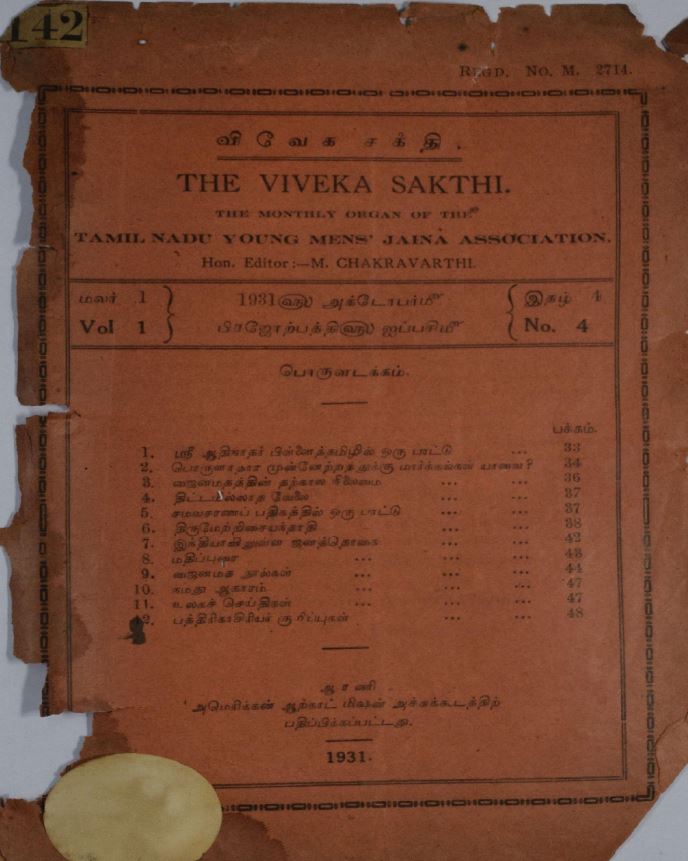 142
REGD. NO. M. 2714.
விவேக சக்தி.
THE VIVEKA SAKTHI.
THE MONTHLY ORGAN OF THE
TAMIL NADU YOUNG MENS' JAINA ASSOCIATION.
Hon. Editor:—M. CHAKRAVARTHI.
மலர் 1 1931௵ அக்டோபர்௴ இதழ் 4
Vol 1 பிரஜோற்பத்தி௵ ஐப்பசி௴ No. 4
பொருளடக்கம்.
பக்கம்.
1. ஸ்ரீ ஆதிநாதர் பிள்ளைத்தமிழில் ஒரு பாட்டு ... 33
2. பொருளாதார முன்னேற்றத்துக்கு மார்க்கங்கள் யாவை? 34
3. ஜைனமதத்தின் தற்கால நிலைமை ... ... 36
4. திட்டமில்லாத வேலை ... ... 37
5. சமவசரணப் பதிகத்தில் ஒரு பாட்டு ... ... 37
6. திருமேற்றிசையந்தாதி ... ... 38
7. இந்தியாவிலுள்ள ஜனத்தொகை ... ... 42
8. மதிப்புரை ... ... ... 43
9. ஜைனமத நூல்கள் ... ... ... 44
10. நமது ஆகாரம் ... ... ... 47
11. உலகச் செய்திகள் ... ... ... 47
12. பத்திரிகாசிரியர் குறிப்புகள் ... ... 48
ஆரணி
அமெரிக்கன் ஆற்காட் மிஷன் அச்சுக்கூடத்திற்
பதிப்பிக்கப்பட்டது.
1931.